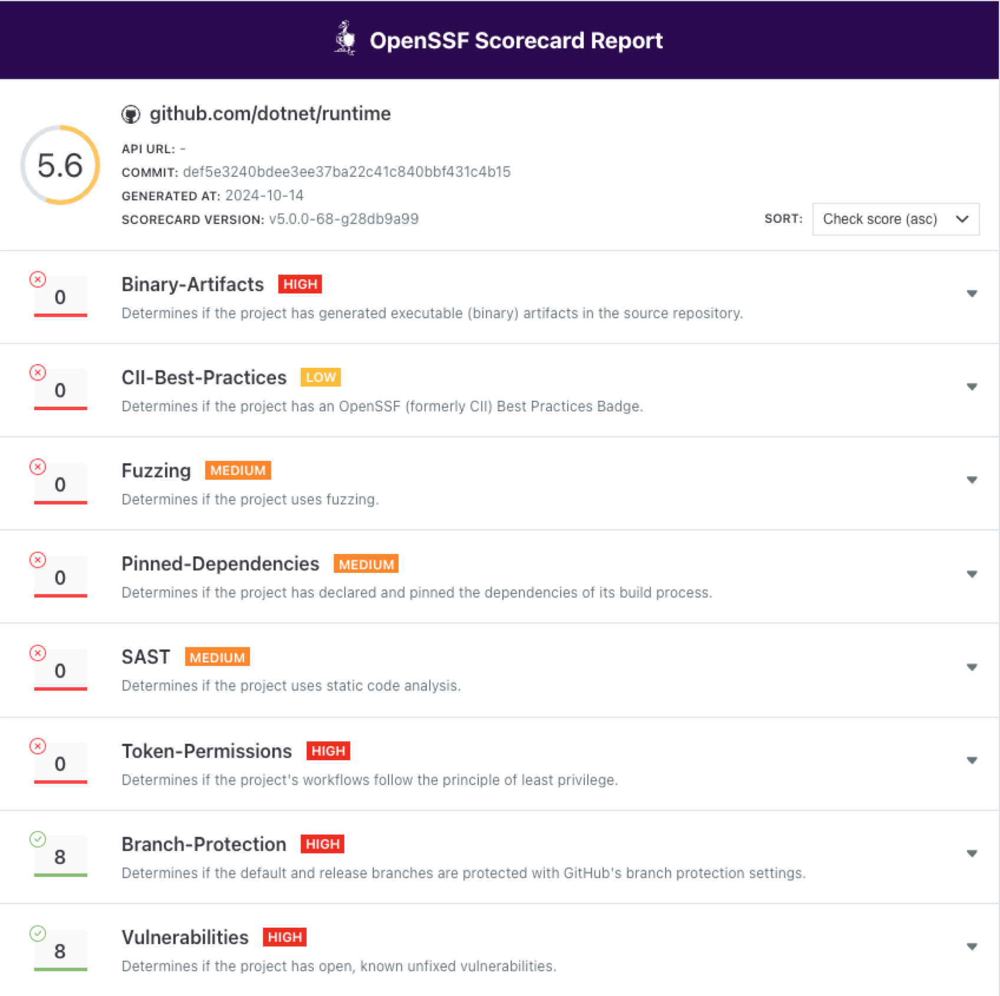 OpenSSF Scorecard Report
github.com/dotnet/runtime
5.6
API URL: -
COMMIT: def5e3240bdee3ee37ba22c41c840bbf431c4b15
GENERATED AT: 2024-10-14
SCORECARD VERSION: v5.0.0-68-g28db9a99
SORT: Check score (asc)
0
Binary-Artifacts HIGH
Determines if the project has generated executable (binary) artifacts in the source repository.
0
CII-Best-Practices LOW
Determines if the project has an OpenSSF (formerly CII) Best Practices Badge.
0
Fuzzing MEDIUM
Determines if the project uses fuzzing.
0
Pinned-Dependencies MEDIUM
Determines if the project has declared and pinned the dependencies of its build process.
0
SAST MEDIUM
Determines if the project uses static code analysis.
0
Token-Permissions HIGH
Determines if the project's workflows follow the principle of least privilege.
8
Branch-Protection HIGH
Determines if the default and release branches are protected with GitHub's branch protection settings.
8
Vulnerabilities HIGH
Determines if the project has open, known unfixed vulnerabilities.